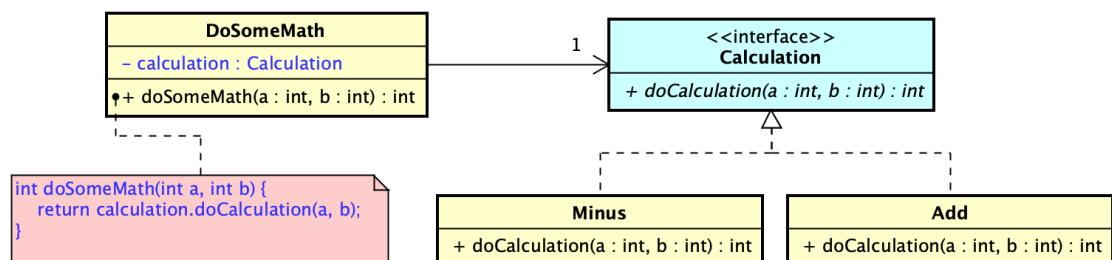 DoSomeMath
- calculation : Calculation
+ doSomeMath(a : int, b : int) : int
1
<<interface>>
Calculation
+ doCalculation(a : int, b : int) : int
int doSomeMath(int a, int b) {
return calculation.doCalculation(a, b);
}
Minus
+ doCalculation(a : int, b : int) : int
Add
+ doCalculation(a : int, b : int) : int